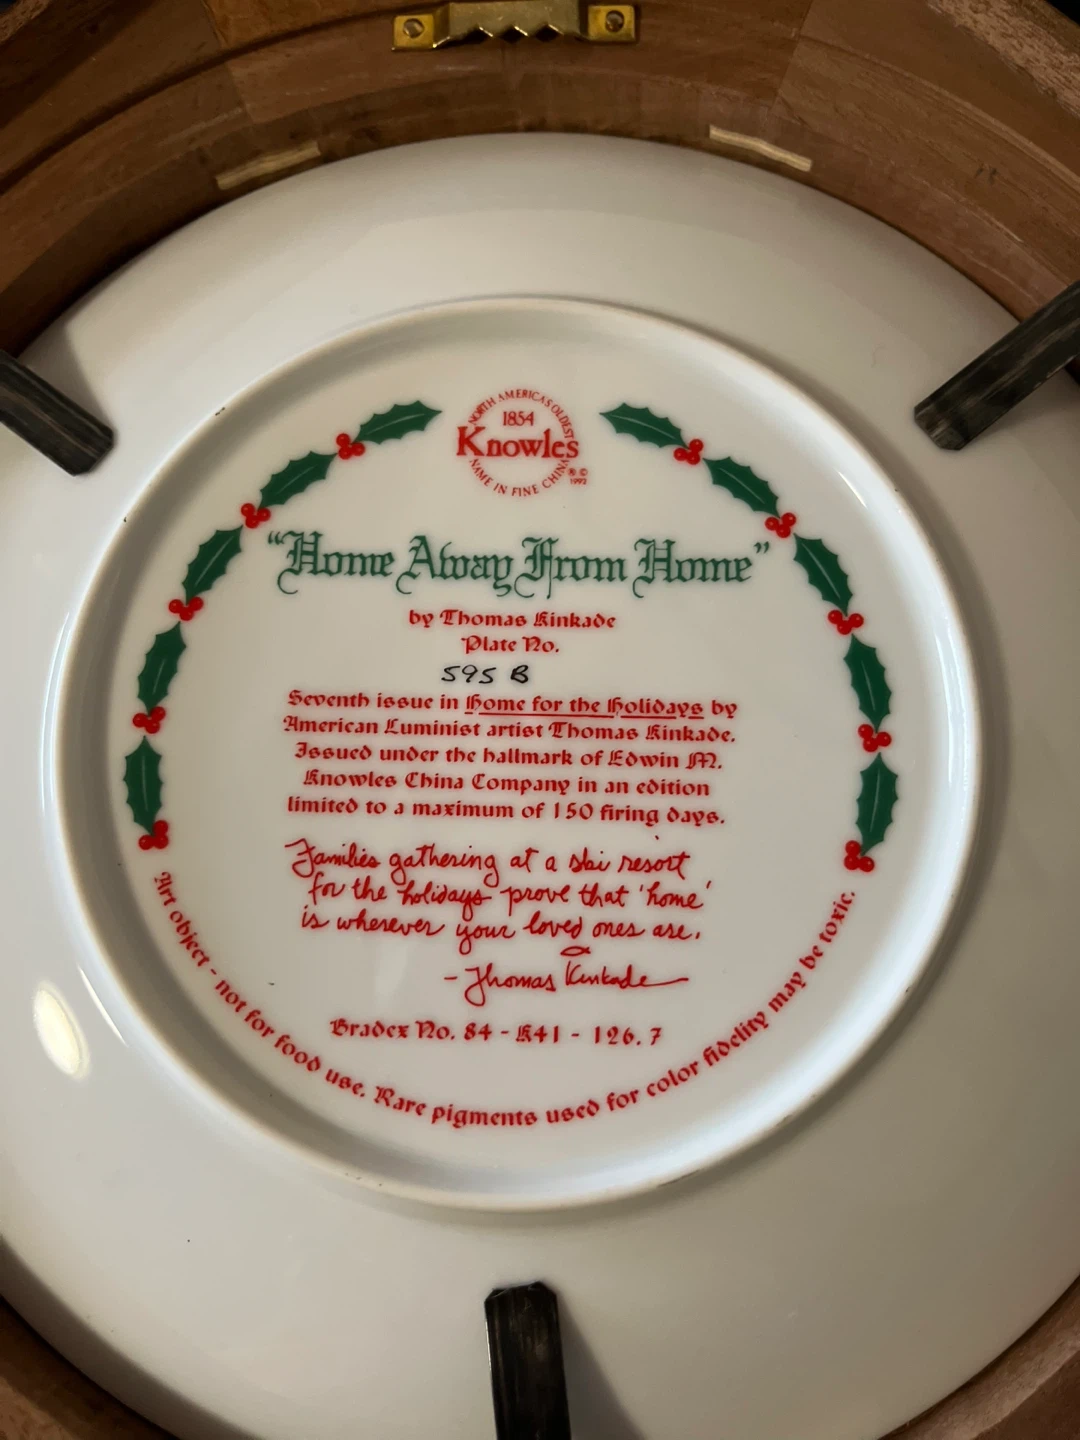 NORTH AMERICA'S OLDEST
1854
Knowles
NAME IN FINE CHINA
® ©
1992
"Home Away From Home"
by Thomas Kinkade
Plate No.
595 B
Seventh issue in Home for the Holidays by
American Luminist artist Thomas Kinkade.
Issued under the hallmark of Edwin M.
Knowles China Company in an edition
limited to a maximum of 150 firing days.
Families gathering at a ski resort
for the holidays prove that 'home'
is wherever your loved ones are.
- Thomas Kinkade
Bradex No. 84 - K41 - 126.7
Art object - not for food use. Rare pigments used for color fidelity may be toxic.